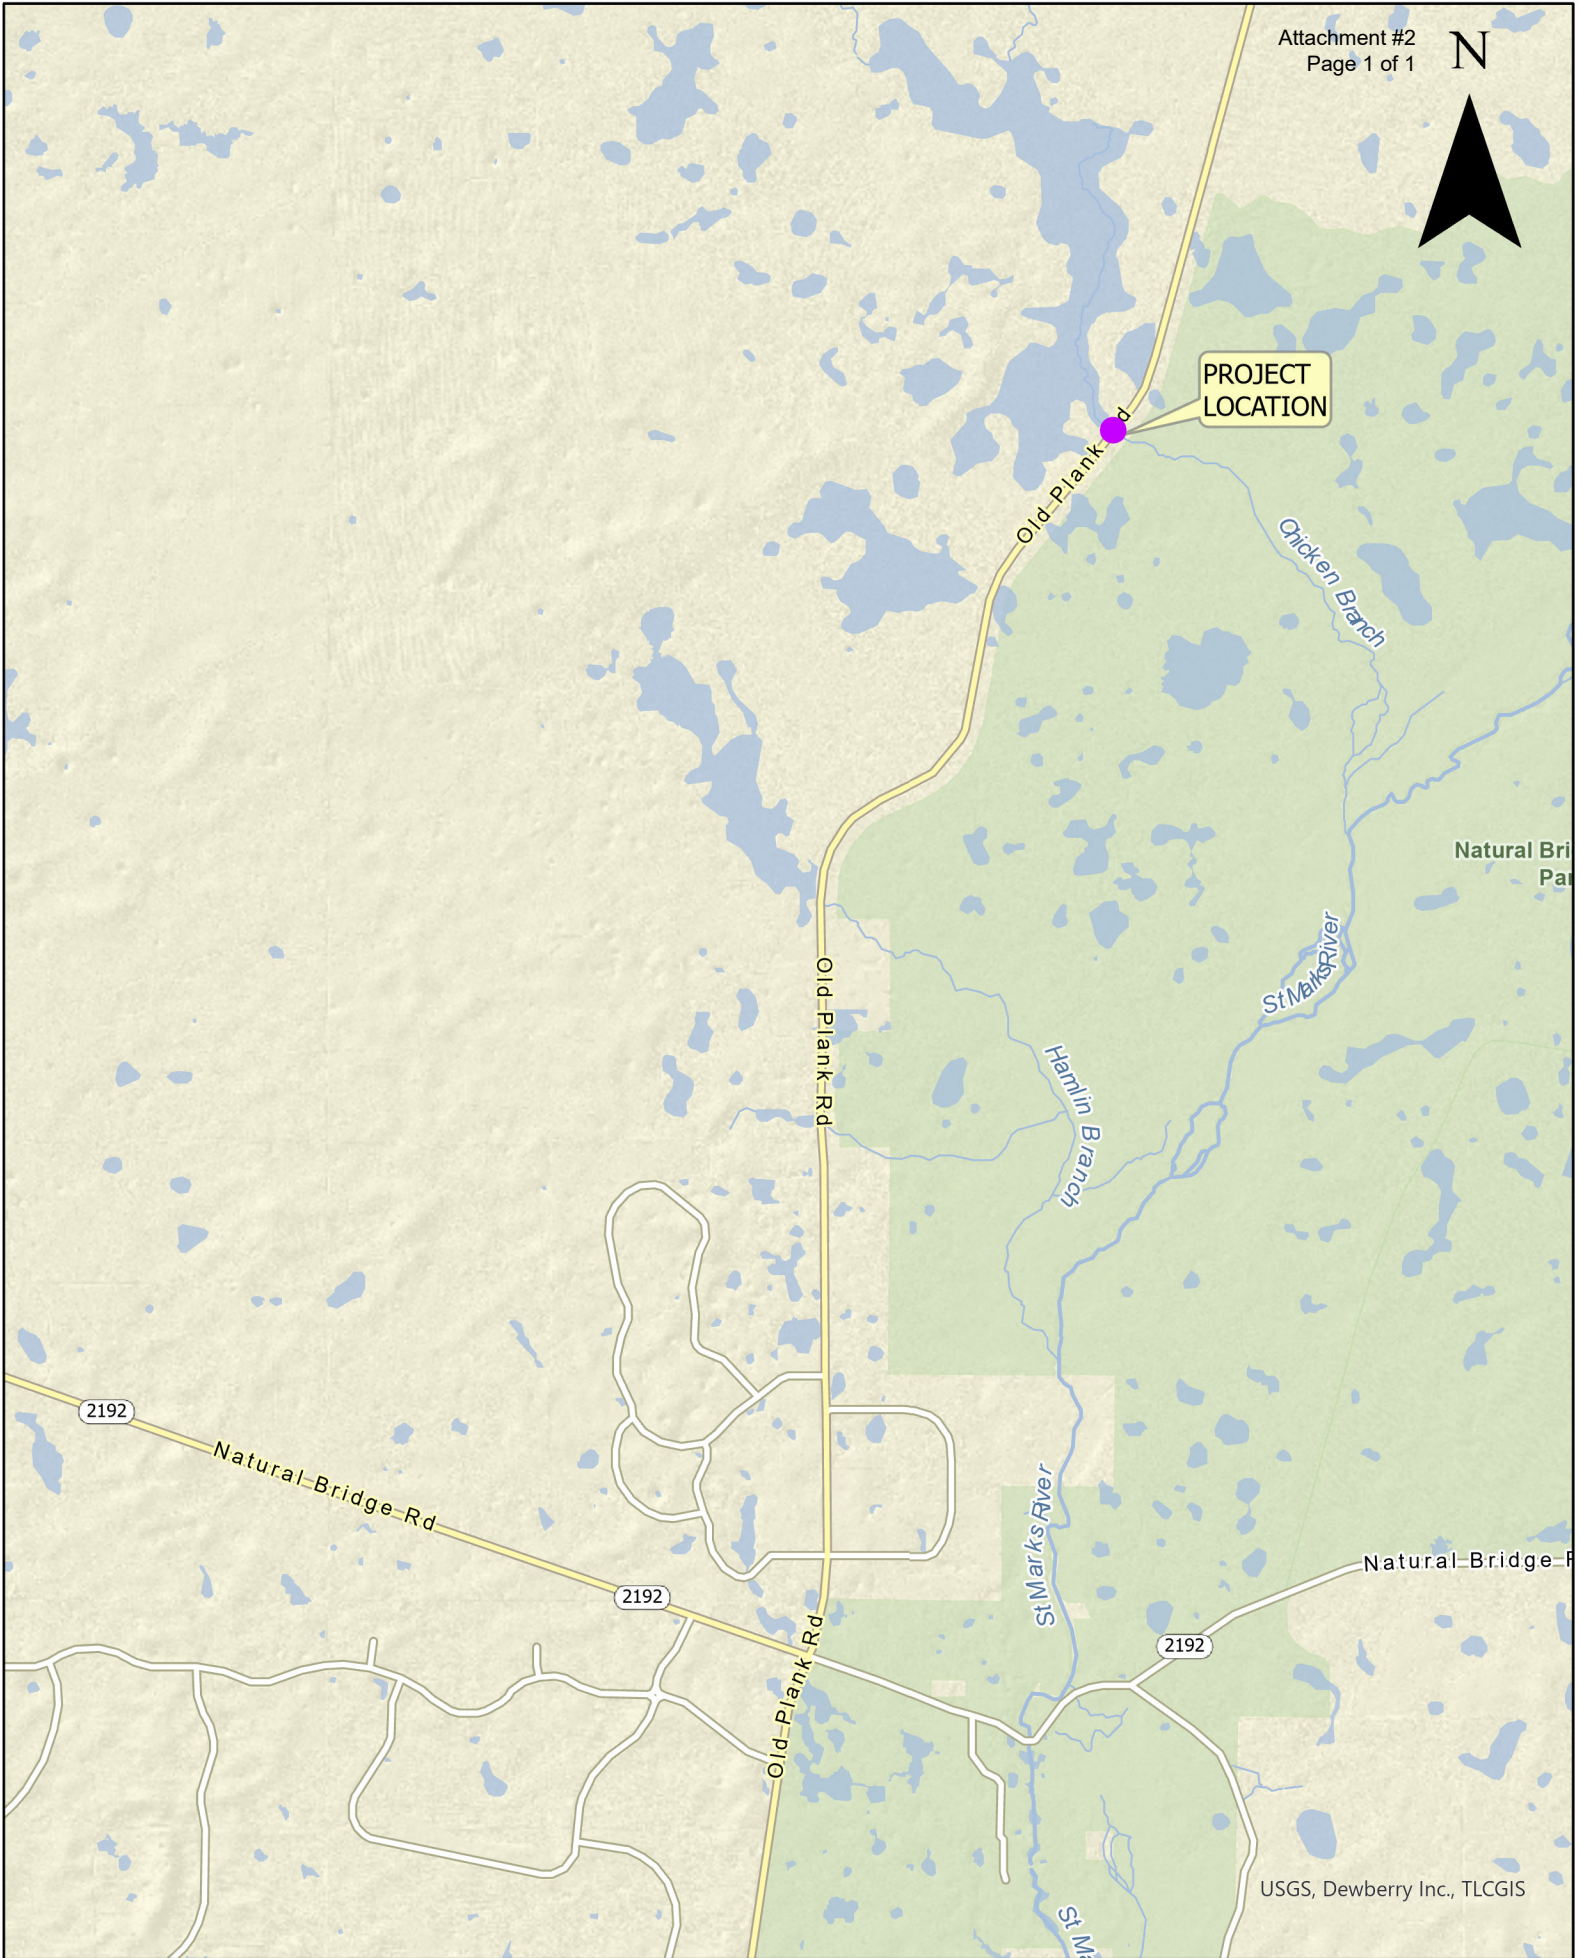 Attachment #2
Page 1 of 1
N
PROJECT
LOCATION
Old Plank
d
Chicken Branch
Natural Bri
Par
St Marks River
Old Plank Rd
Hamlin Branch
2192
Natural Bridge Rd
St Marks River
Natural Bridge R
2192
2192
Old Plank Rd
USGS, Dewberry Inc., TLCGIS
St Ma